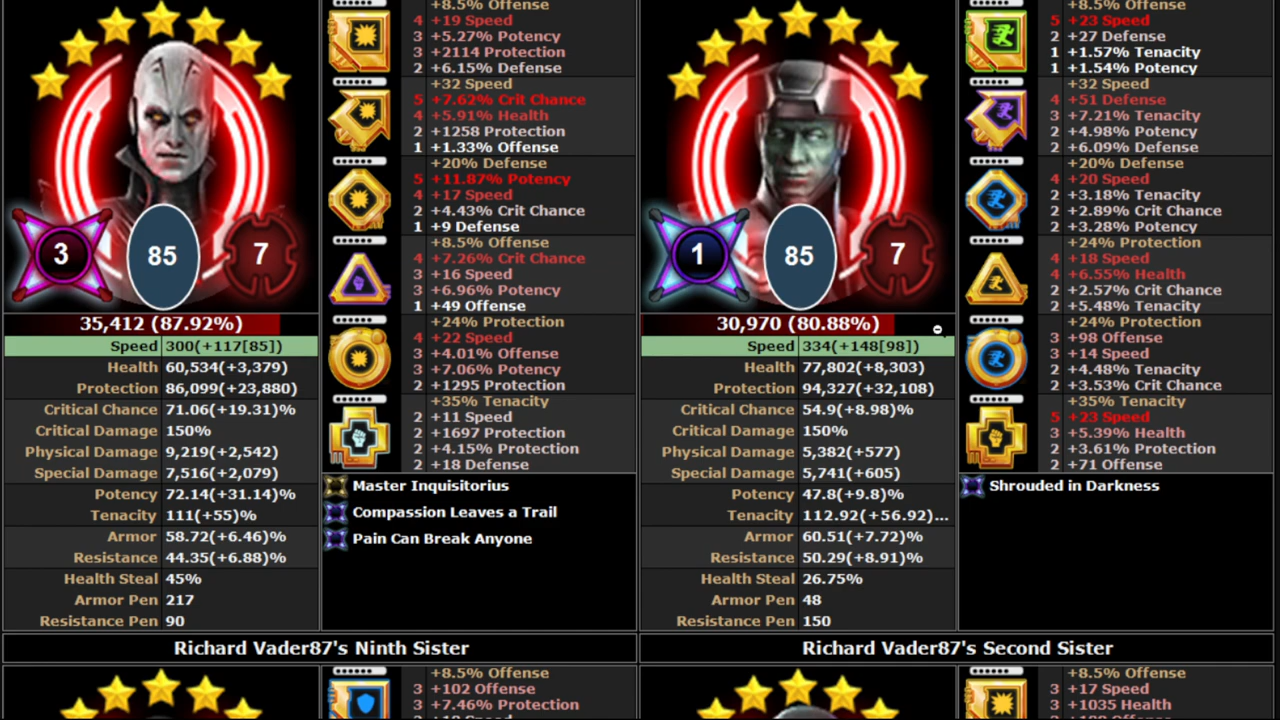 +8.5% Offense
4 +19 Speed
3 +5.27% Potency
3 +2114 Protection
2 +6.15% Defense
+32 Speed
5 +7.62% Crit Chance
4 +5.91% Health
2 +1258 Protection
1 +1.33% Offense
+20% Defense
5 +11.87% Potency
4 +17 Speed
2 +4.43% Crit Chance
1 +9 Defense
+8.5% Offense
4 +7.26% Crit Chance
3 +16 Speed
3 +6.96% Potency
1 +49 Offense
+24% Protection
4 +22 Speed
3 +4.01% Offense
3 +7.06% Potency
2 +1295 Protection
+35% Tenacity
2 +11 Speed
2 +1697 Protection
2 +4.15% Protection
2 +18 Defense
3
85
7
35,412 (87.92%)
Speed 300(+117[85])
Health 60,534(+3,379)
Protection 86,099(+23,880)
Critical Chance 71.06(+19.31)%
Critical Damage 150%
Physical Damage 9,219(+2,542)
Special Damage 7,516(+2,079)
Potency 72.14(+31.14)%
Tenacity 111(+55)%
Armor 58.72(+6.46)%
Resistance 44.35(+6.88)%
Health Steal 45%
Armor Pen 217
Resistance Pen 90
Master Inquisitorius
Compassion Leaves a Trail
Pain Can Break Anyone
+8.5% Offense
5 +23 Speed
2 +27 Defense
1 +1.57% Tenacity
1 +1.54% Potency
+32 Speed
4 +51 Defense
3 +7.21% Tenacity
2 +4.98% Potency
2 +6.09% Defense
+20% Defense
4 +20 Speed
2 +3.18% Tenacity
2 +2.89% Crit Chance
2 +3.28% Potency
+24% Protection
4 +18 Speed
4 +6.55% Health
2 +2.57% Crit Chance
2 +5.48% Tenacity
+24% Protection
3 +98 Offense
3 +14 Speed
2 +4.48% Tenacity
2 +3.53% Crit Chance
+35% Tenacity
5 +23 Speed
3 +5.39% Health
2 +3.61% Protection
2 +71 Offense
1
85
7
30,970 (80.88%)
Speed 334(+148[98])
Health 77,802(+8,303)
Protection 94,327(+32,108)
Critical Chance 54.9(+8.98)%
Critical Damage 150%
Physical Damage 5,382(+577)
Special Damage 5,741(+605)
Potency 47.8(+9.8)%
Tenacity 112.92(+56.92)...
Armor 60.51(+7.72)%
Resistance 50.29(+8.91)%
Health Steal 26.75%
Armor Pen 48
Resistance Pen 150
Shrouded in Darkness
Richard Vader87's Ninth Sister
Richard Vader87's Second Sister
+8.5% Offense
3 +102 Offense
3 +7.46% Protection
+8.5% Offense
3 +17 Speed
3 +1035 Health